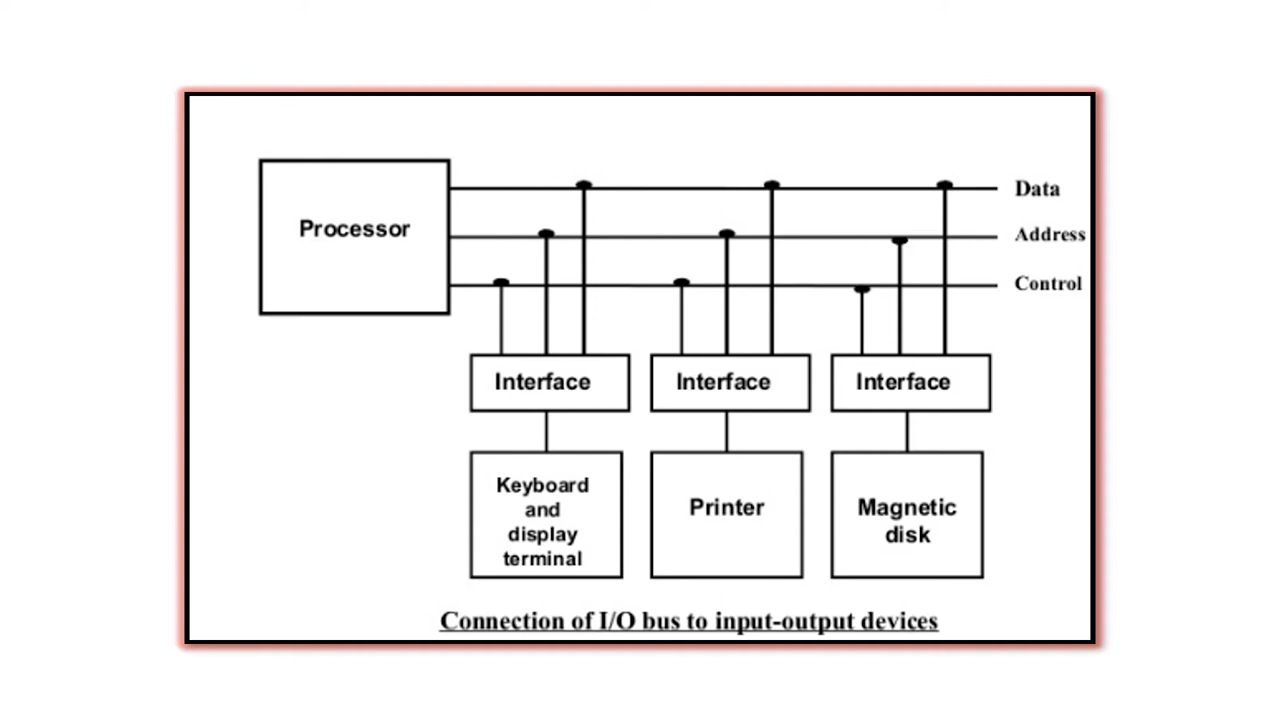 Processor
Data
Address
Control
Interface
Interface
Interface
Keyboard
and
display
terminal
Printer
Magnetic
disk
Connection of I/O bus to input-output devices